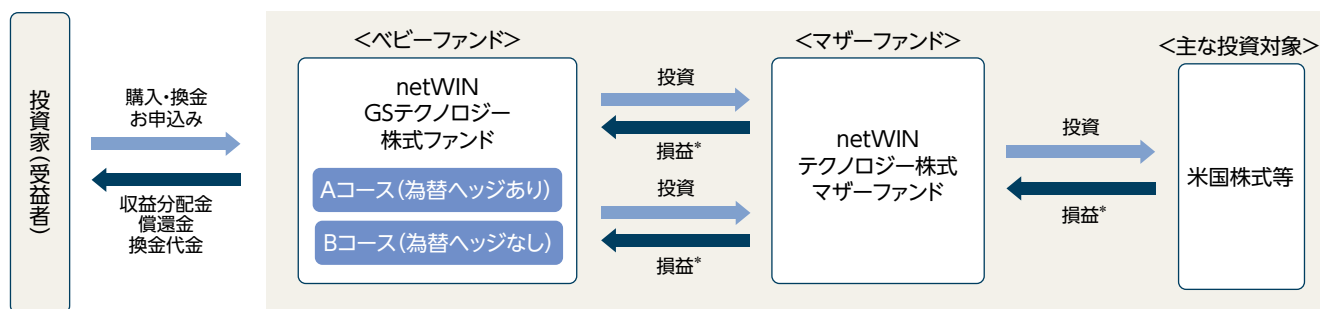 投資家(受益者)
購入・換金
お申込み
収益分配金
償還金
換金代金
<ベビーファンド>
netWIN
GSテクノロジー
株式ファンド
Aコース(為替ヘッジあり)
Bコース(為替ヘッジなし)
投資
損益*
投資
損益*
<マザーファンド>
netWIN
テクノロジー株式
マザーファンド
投資
損益*
<主な投資対象>
米国株式等